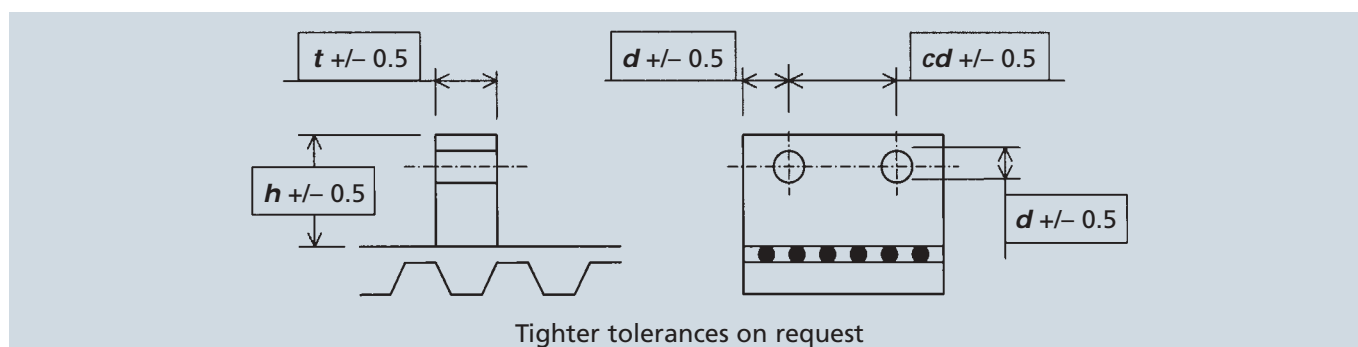 t +/– 0.5
d +/– 0.5
cd +/– 0.5
h +/– 0.5
d +/– 0.5
Tighter tolerances on request